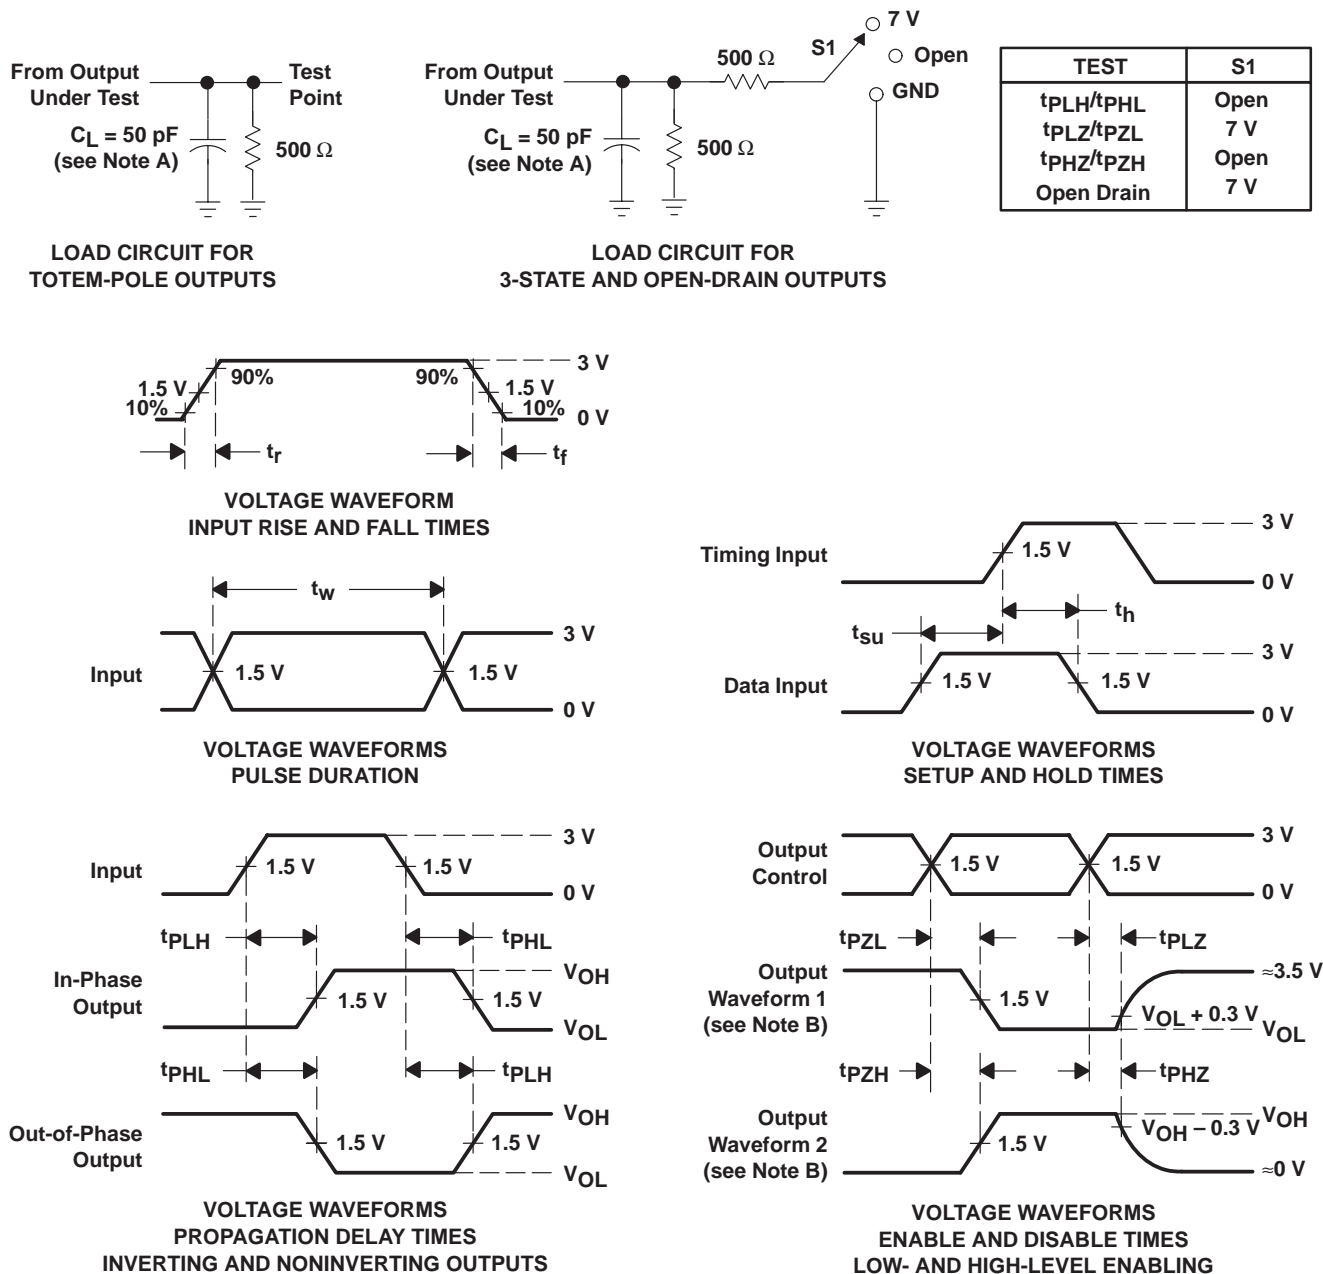 From Output
Under Test
Test
Point
CL = 50 pF
(see Note A)
500 Ω
LOAD CIRCUIT FOR
TOTEM-POLE OUTPUTS
From Output
Under Test
CL = 50 pF
(see Note A)
500 Ω
500 Ω
S1
7 V
Open
GND
LOAD CIRCUIT FOR
3-STATE AND OPEN-DRAIN OUTPUTS
TEST S1
tPLH/tPHL Open
tPLZ/tPZL 7 V
tPHZ/tPZH Open
Open Drain 7 V
3 V
90% 90%
1.5 V 1.5 V
10% 10%
0 V
tr tf
VOLTAGE WAVEFORM
INPUT RISE AND FALL TIMES
tw
3 V
Input
1.5 V 1.5 V
0 V
VOLTAGE WAVEFORMS
PULSE DURATION
3 V
Timing Input
1.5 V
0 V
th
tsu
3 V
Data Input
1.5 V 1.5 V
0 V
VOLTAGE WAVEFORMS
SETUP AND HOLD TIMES
3 V
Input
1.5 V 1.5 V
0 V
tPLH tPHL
In-Phase
Output
VOH
1.5 V 1.5 V
VOL
tPHL tPLH
Out-of-Phase
Output
VOH
1.5 V 1.5 V
VOL
VOLTAGE WAVEFORMS
PROPAGATION DELAY TIMES
INVERTING AND NONINVERTING OUTPUTS
Output
Control
3 V
1.5 V 1.5 V
0 V
tPZL tPLZ
Output
Waveform 1
(see Note B)
≈3.5 V
1.5 V
VOL + 0.3 V
VOL
tPZH tPHZ
Output
Waveform 2
(see Note B)
VOH
VOH – 0.3 V
1.5 V
≈0 V
VOLTAGE WAVEFORMS
ENABLE AND DISABLE TIMES
LOW- AND HIGH-LEVEL ENABLING